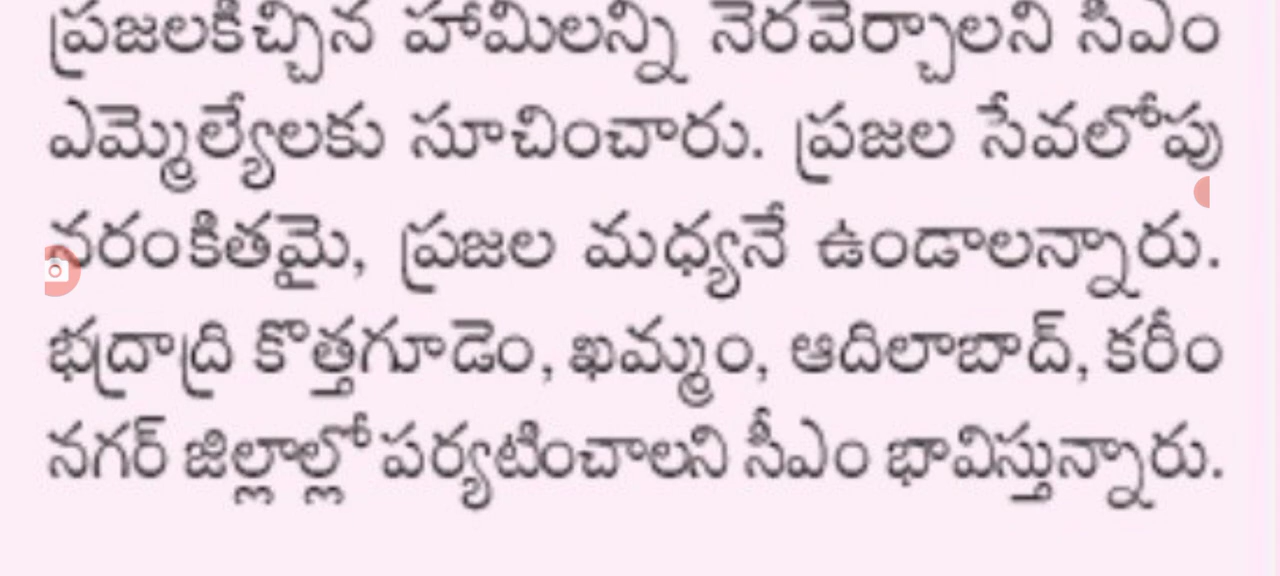 ప్రజలకిచ్చిన హామీలన్నీ నెరవేర్చాలని సీఎం
ఎమ్మెల్యేలకు సూచించారు. ప్రజల సేవలోపు
నరంకితమై, ప్రజల మధ్యనే ఉండాలన్నారు.
భద్రాద్రి కొత్తగూడెం, ఖమ్మం, ఆదిలాబాద్, కరీం
నగర్ జిల్లాల్లో పర్యటించాలని సీఎం భావిస్తున్నారు.